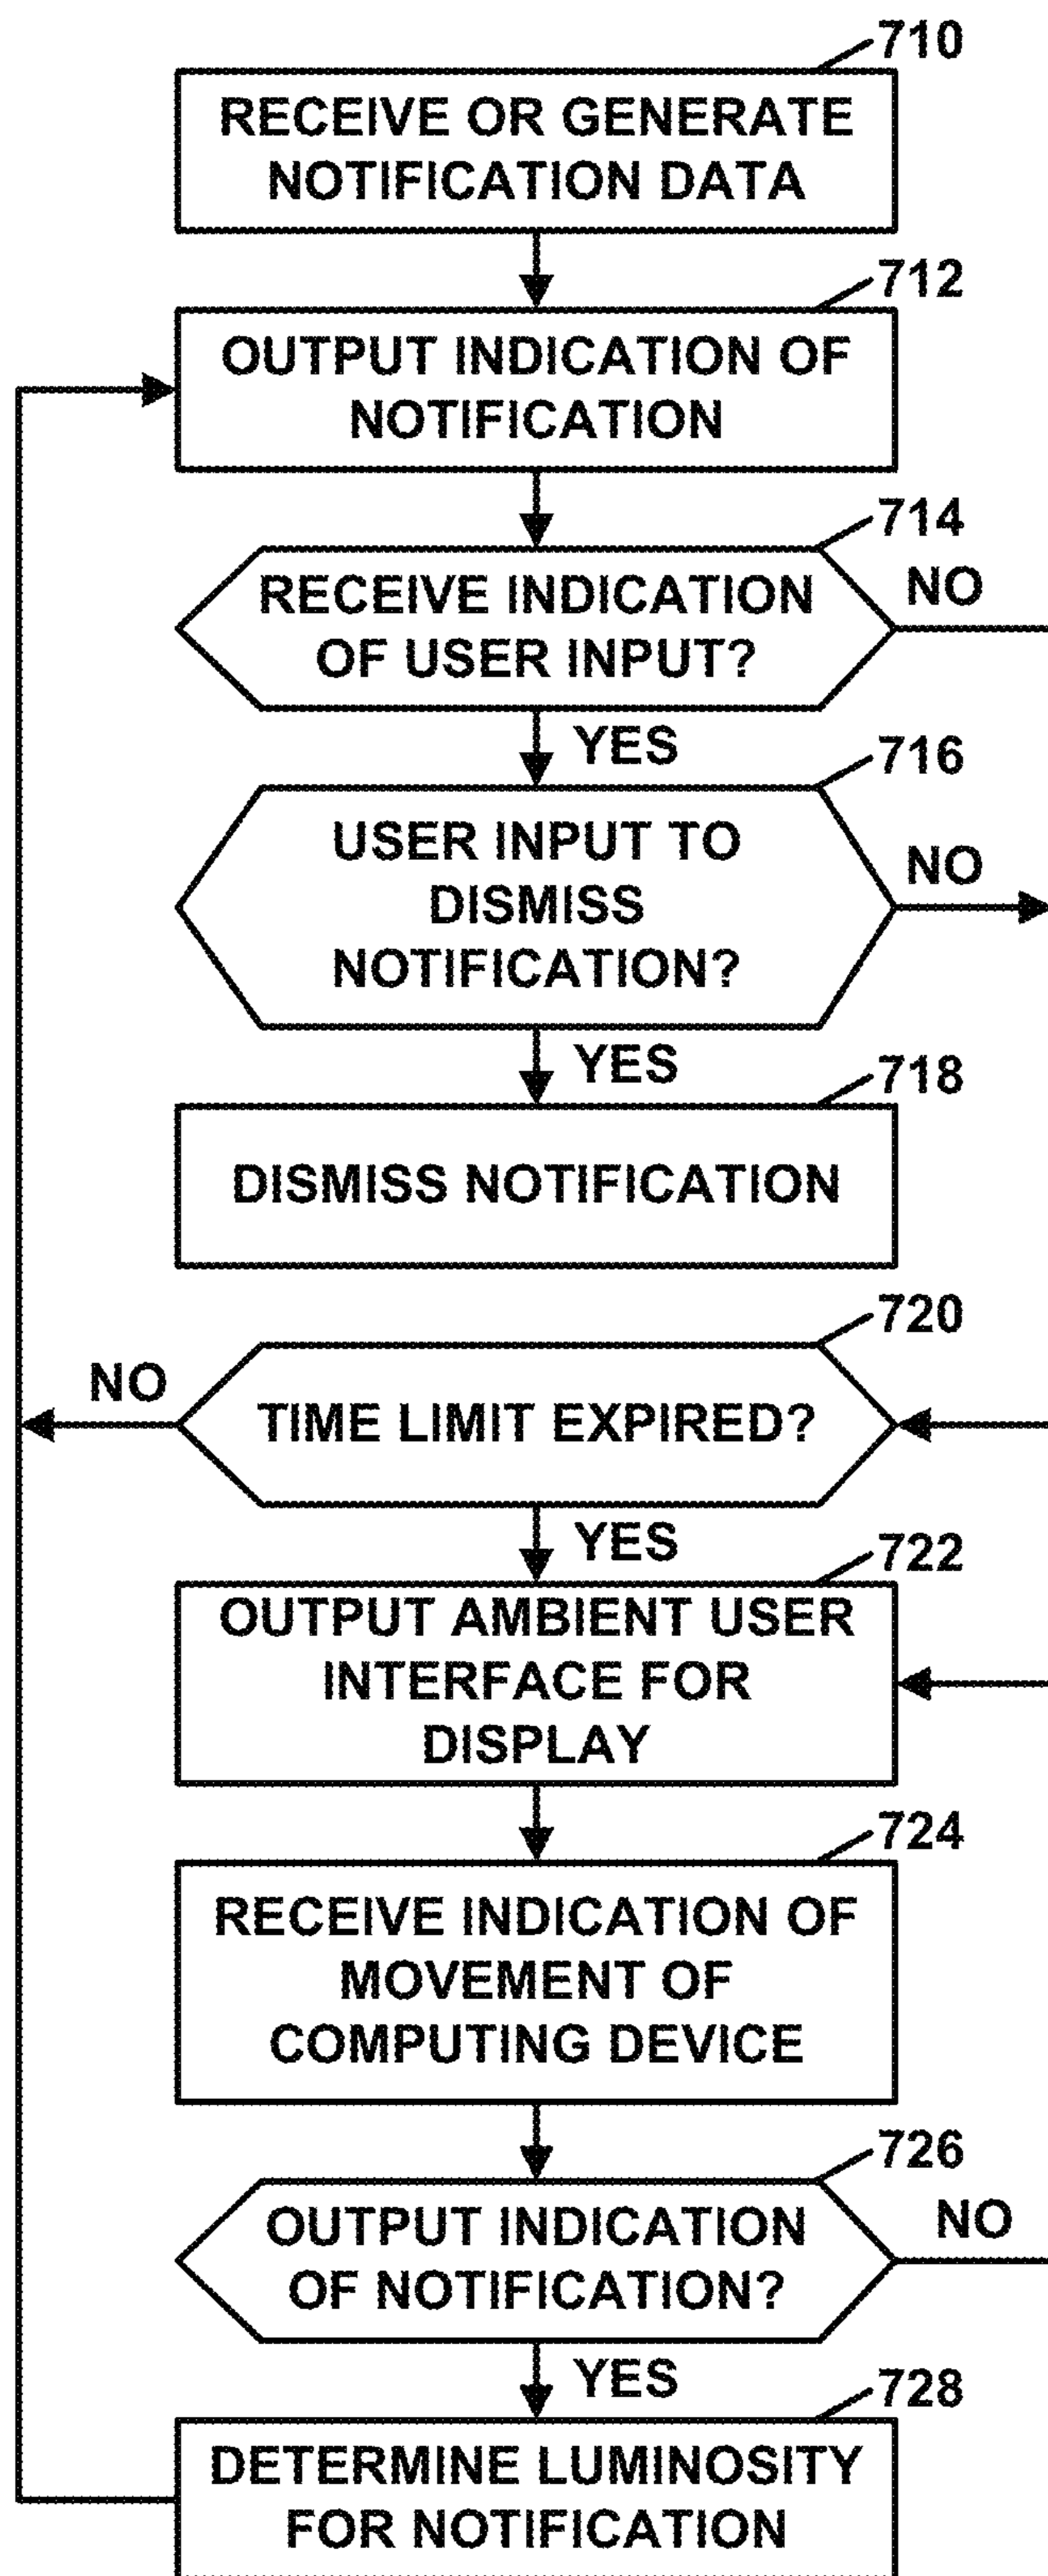 710
RECEIVE OR GENERATE
NOTIFICATION DATA
712
OUTPUT INDICATION OF
NOTIFICATION
714
RECEIVE INDICATION
OF USER INPUT?
NO
YES
716
USER INPUT TO
DISMISS
NOTIFICATION?
NO
YES
718
DISMISS NOTIFICATION
720
NO
TIME LIMIT EXPIRED?
YES
722
OUTPUT AMBIENT USER
INTERFACE FOR
DISPLAY
724
RECEIVE INDICATION OF
MOVEMENT OF
COMPUTING DEVICE
726
OUTPUT INDICATION
OF NOTIFICATION?
NO
YES
728
DETERMINE LUMINOSITY
FOR NOTIFICATION